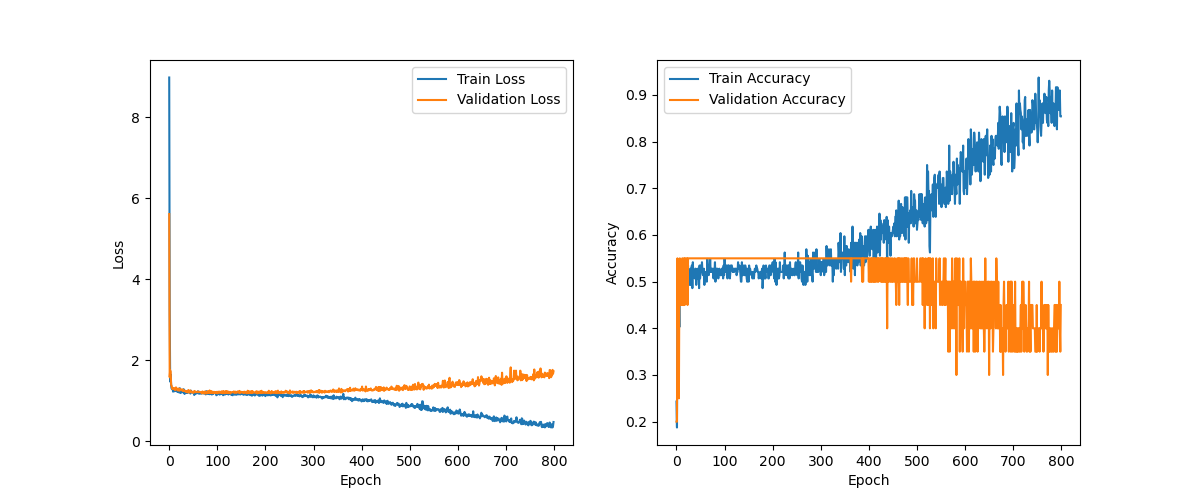 Train Loss
Validation Loss
Loss
8
6
4
2
0
0 100 200 300 400 500 600 700 800
Epoch
Train Accuracy
Validation Accuracy
Accuracy
0.9
0.8
0.7
0.6
0.5
0.4
0.3
0.2
0 100 200 300 400 500 600 700 800
Epoch